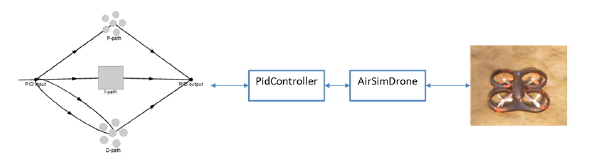 P-path
PID input
I-path
PID output
D-path
PidController
AirSimDrone